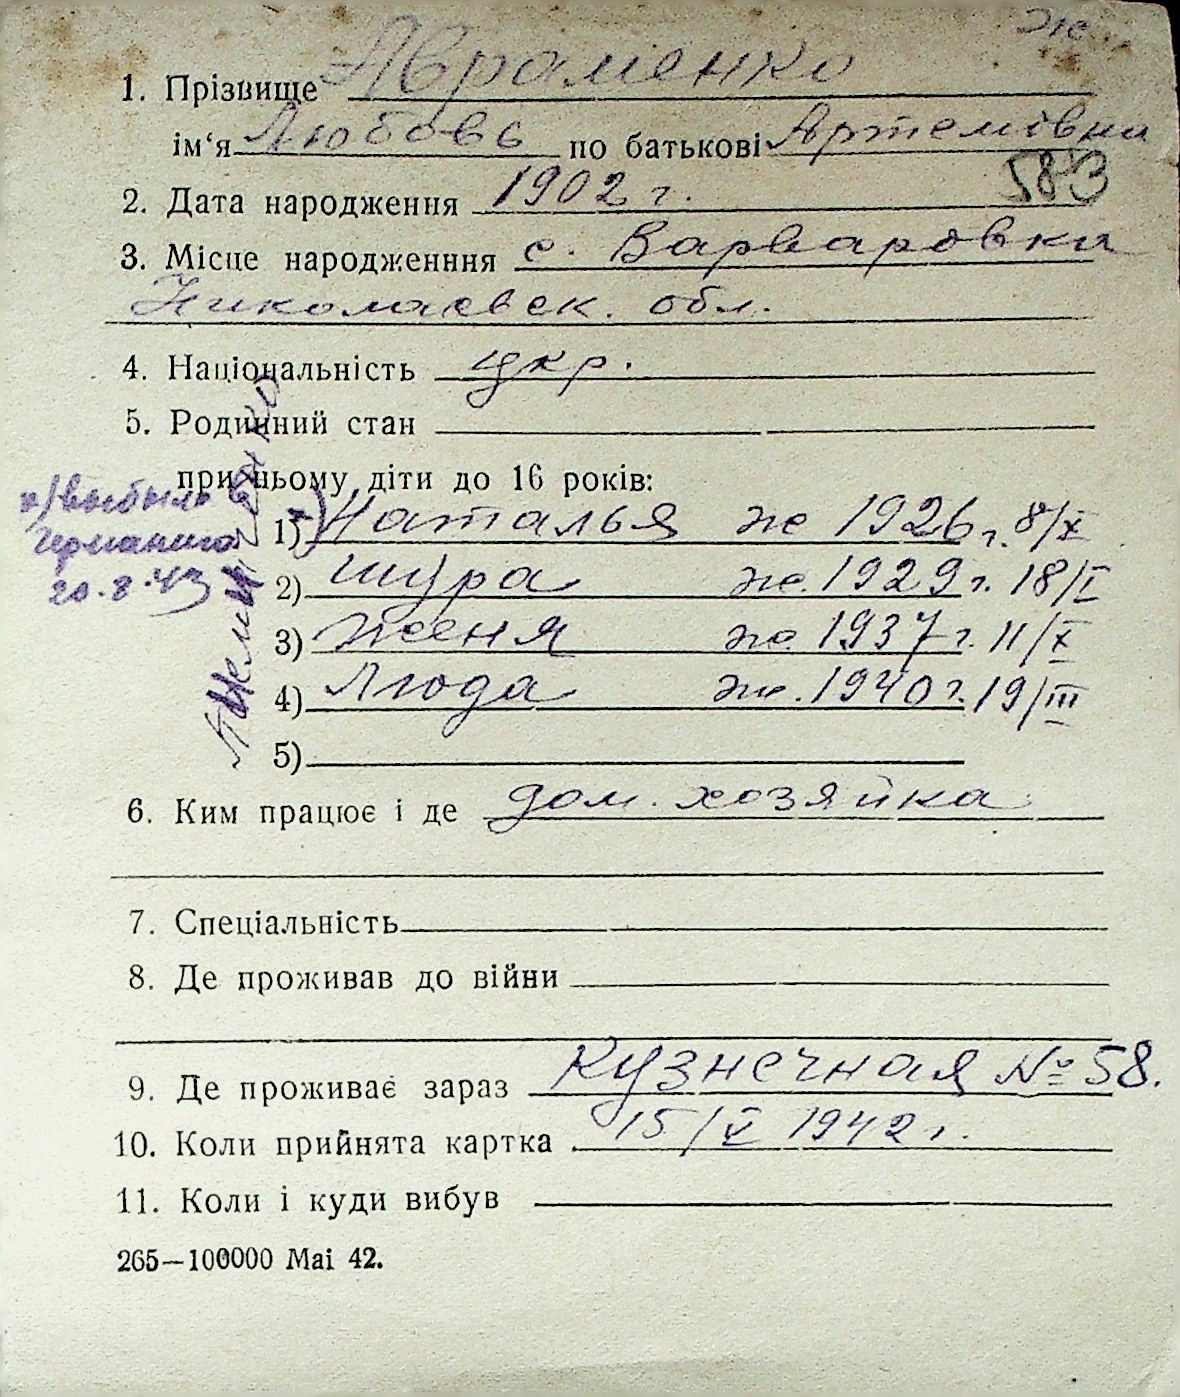 ж.
1. Прізвище Авраменко
ім‘я Любовь по батькові Артемівна
583
2. Дата народження 1902 г.
3. Місце народженння с. Варваровка
Николаевск. обл.
4. Національність укр.
5. Родинний стан
при ньому діти до 16 років:
х) выбыла
Германию
20.8.43
1) Наталья ж 1926 г. 8/X
2) Шура ж. 1929 г. 18/I
3) Женя ж. 1937 г. 11/X
4) Люда ж. 1940 г. 19/III
5)
6. Ким працює і де дом. хозяйка
7. Спеціальність
8. Де проживав до війни
9. Де проживає зараз Кузнечная № 58.
10. Коли прийнята картка 15/V 1942 г.
11. Коли і куди вибув
265—100000 Mai 42.